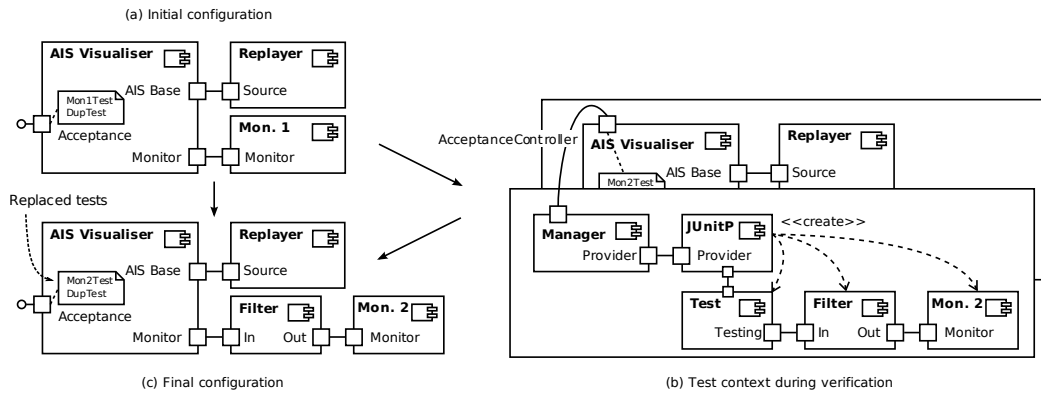 (a) Initial configuration
AIS Visualiser
Replayer
Mon1Test
DupTest
AIS Base
Source
Acceptance
Mon. 1
Monitor
Monitor
Replaced tests
AIS Visualiser
Replayer
Mon2Test
DupTest
AIS Base
Source
Acceptance
Filter
Mon. 2
Monitor
In
Out
Monitor
(c) Final configuration
AcceptanceController
AIS Visualiser
Replayer
Mon2Test
AIS Base
Source
Manager
JUnitP
<<create>>
Provider
Provider
Test
Filter
Mon. 2
Testing
In
Out
Monitor
(b) Test context during verification